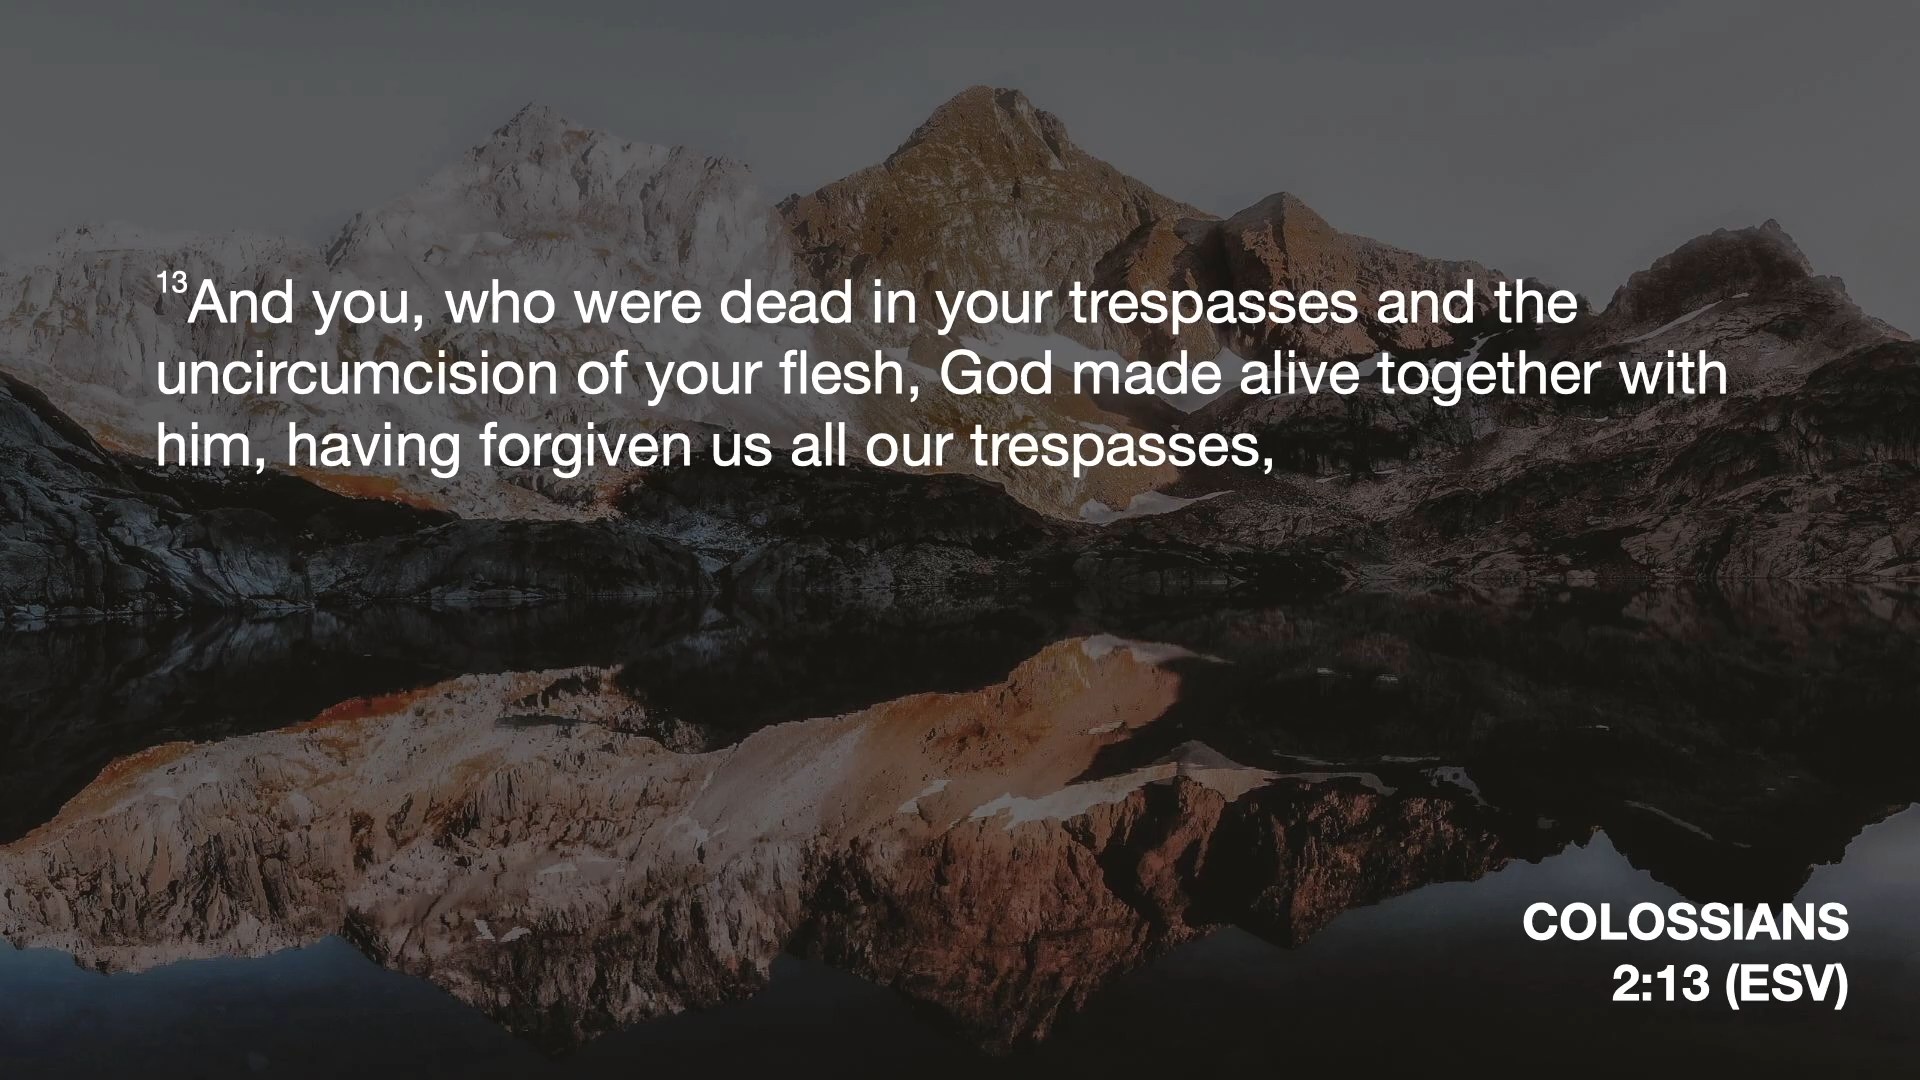 13And you, who were dead in your trespasses and the
uncircumcision of your flesh, God made alive together with
him, having forgiven us all our trespasses,
COLOSSIANS
2:13 (ESV)